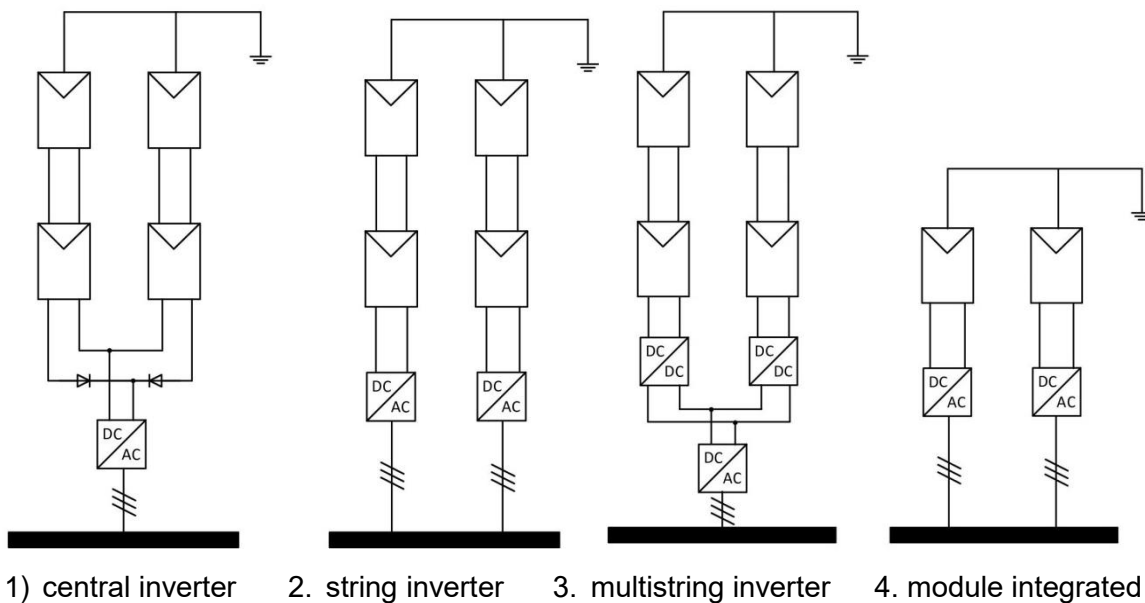 DC
DC
DC
DC
DC
AC
DC
AC
DC
AC
DC
AC
DC
AC
DC
AC
1) central inverter 2. string inverter 3. multistring inverter 4. module integrated